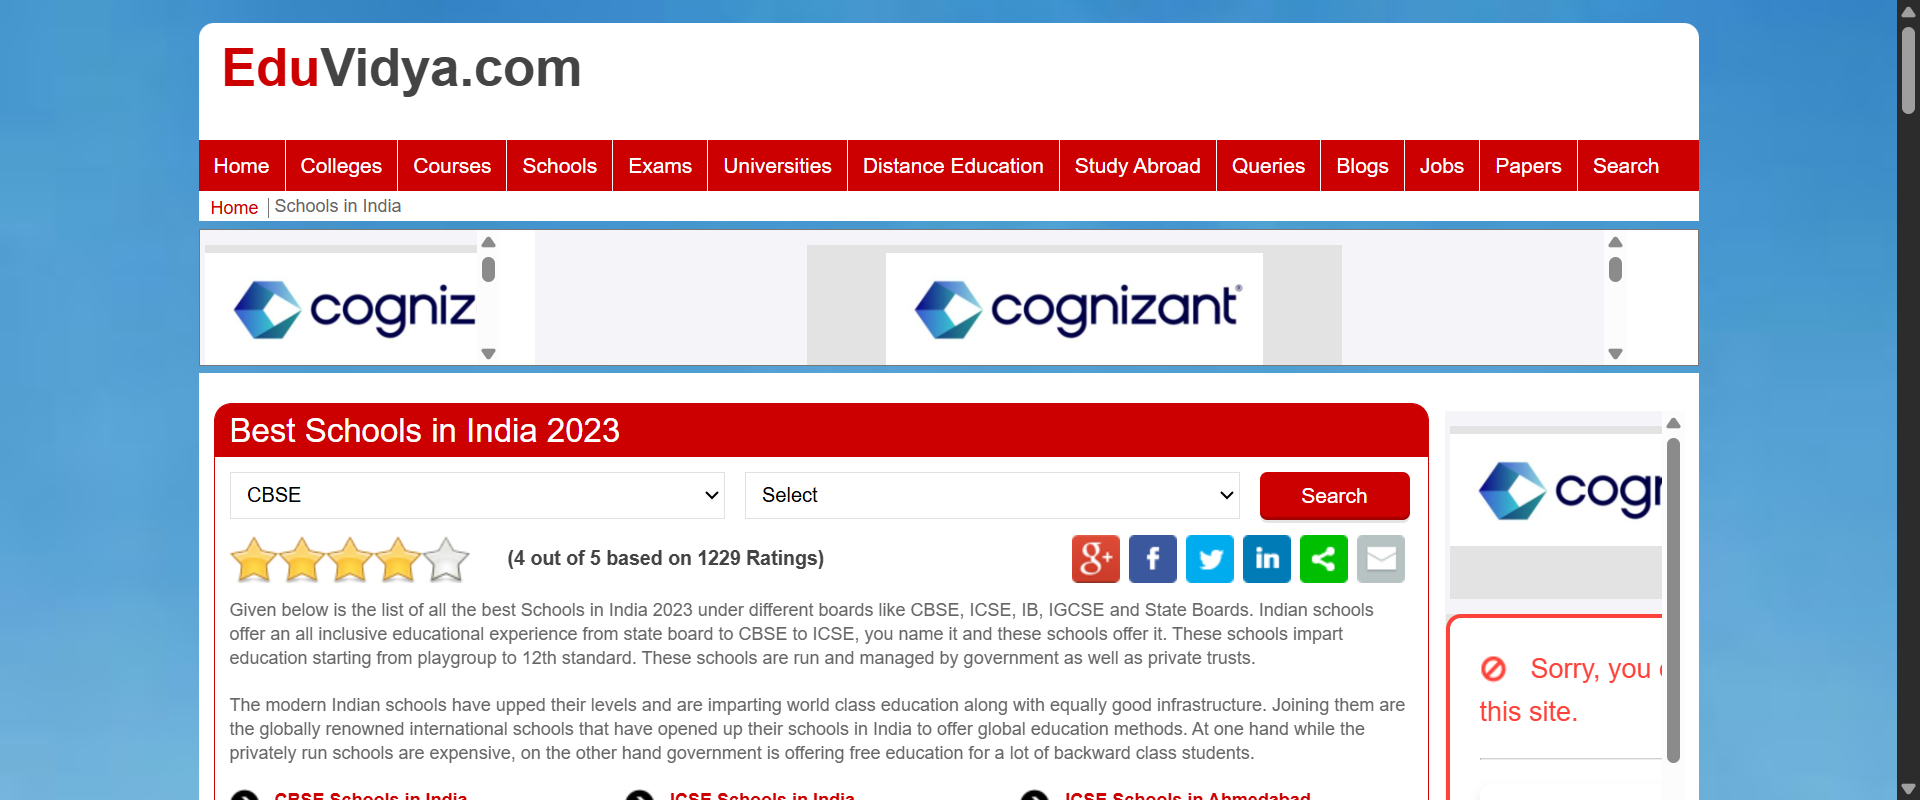 EduVidya.com
Home Colleges Courses Schools Exams Universities Distance Education Study Abroad Queries Blogs Jobs Papers Search
Home Schools in India
cogniz
cognizant®
Best Schools in India 2023
CBSE Select Search
(4 out of 5 based on 1229 Ratings)
Given below is the list of all the best Schools in India 2023 under different boards like CBSE, ICSE, IB, IGCSE and State Boards. Indian schools
offer an all inclusive educational experience from state board to CBSE to ICSE, you name it and these schools offer it. These schools impart
education starting from playgroup to 12th standard. These schools are run and managed by government as well as private trusts.
The modern Indian schools have upped their levels and are imparting world class education along with equally good infrastructure. Joining them are
the globally renowned international schools that have opened up their schools in India to offer global education methods. At one hand while the
privately run schools are expensive, on the other hand government is offering free education for a lot of backward class students.
CBSE Schools in India ICSE Schools in India ICSE Schools in Ahmedabad
cogn
Sorry, you
this site.